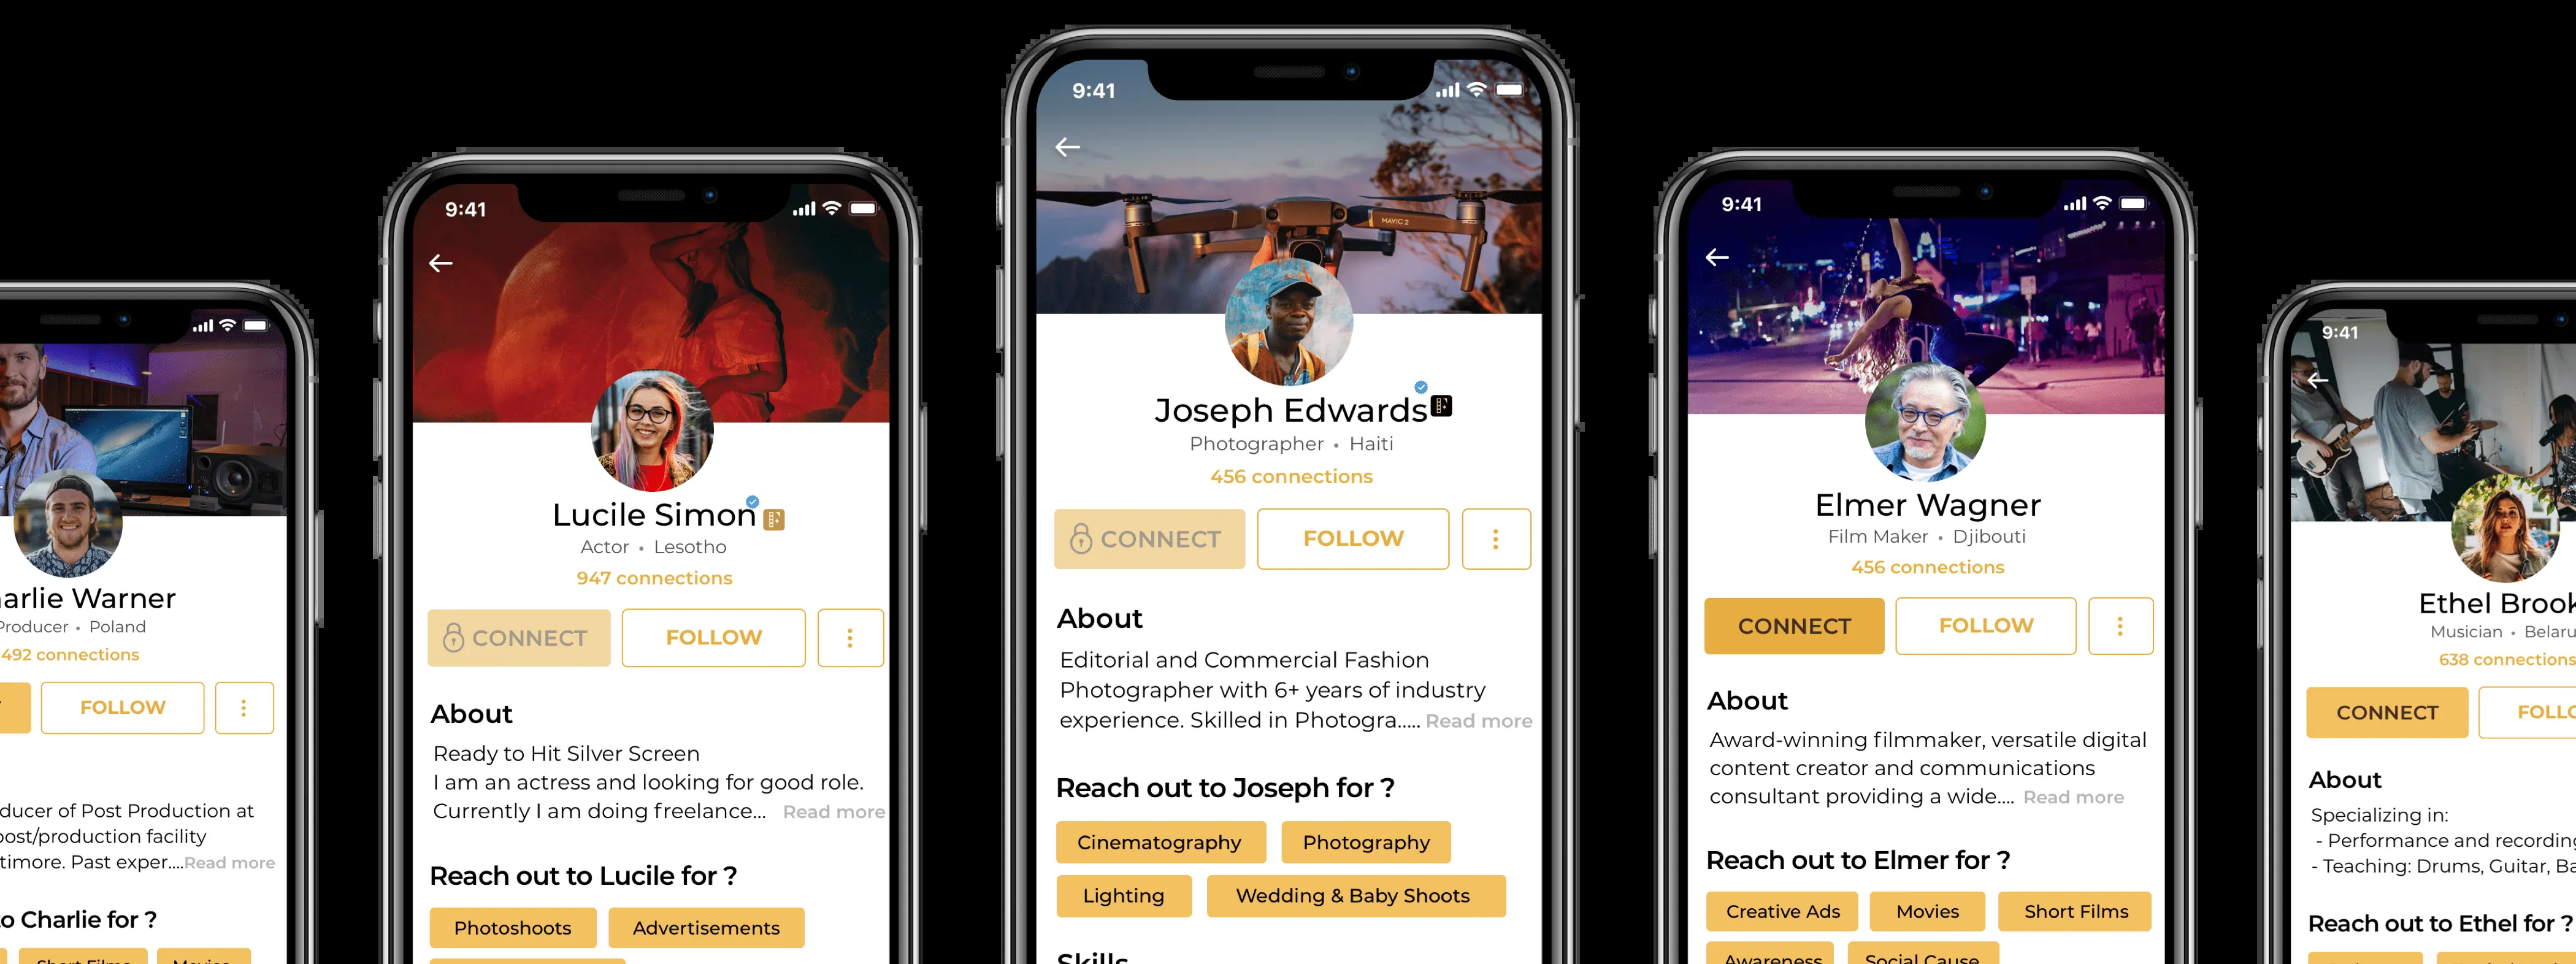 Warner
Producer • Poland
492 connections
FOLLOW
ducer of Post Production at
post/production facility
timore. Past exper....Read more
to Charlie for ?
Short Films
Movies
9:41
Lucile Simon
Actor • Lesotho
947 connections
CONNECT
FOLLOW
About
Ready to Hit Silver Screen
I am an actress and looking for good role.
Currently I am doing freelance... Read more
Reach out to Lucile for ?
Photoshoots
Advertisements
9:41
MAVIC 2
Joseph Edwards
Photographer • Haiti
456 connections
CONNECT
FOLLOW
About
Editorial and Commercial Fashion
Photographer with 6+ years of industry
experience. Skilled in Photogra..... Read more
Reach out to Joseph for ?
Cinematography
Photography
Lighting
Wedding & Baby Shoots
Skills
9:41
Elmer Wagner
Film Maker • Djibouti
456 connections
CONNECT
FOLLOW
About
Award-winning filmmaker, versatile digital
content creator and communications
consultant providing a wide.... Read more
Reach out to Elmer for ?
Creative Ads
Movies
Short Films
Awareness
Social Cause
9:41
Ethel Brook
Musician • Belaru
638 connections
CONNECT
FOLL
About
Specializing in:
- Performance and recording
- Teaching: Drums, Guitar, Ba
Reach out to Ethel for ?